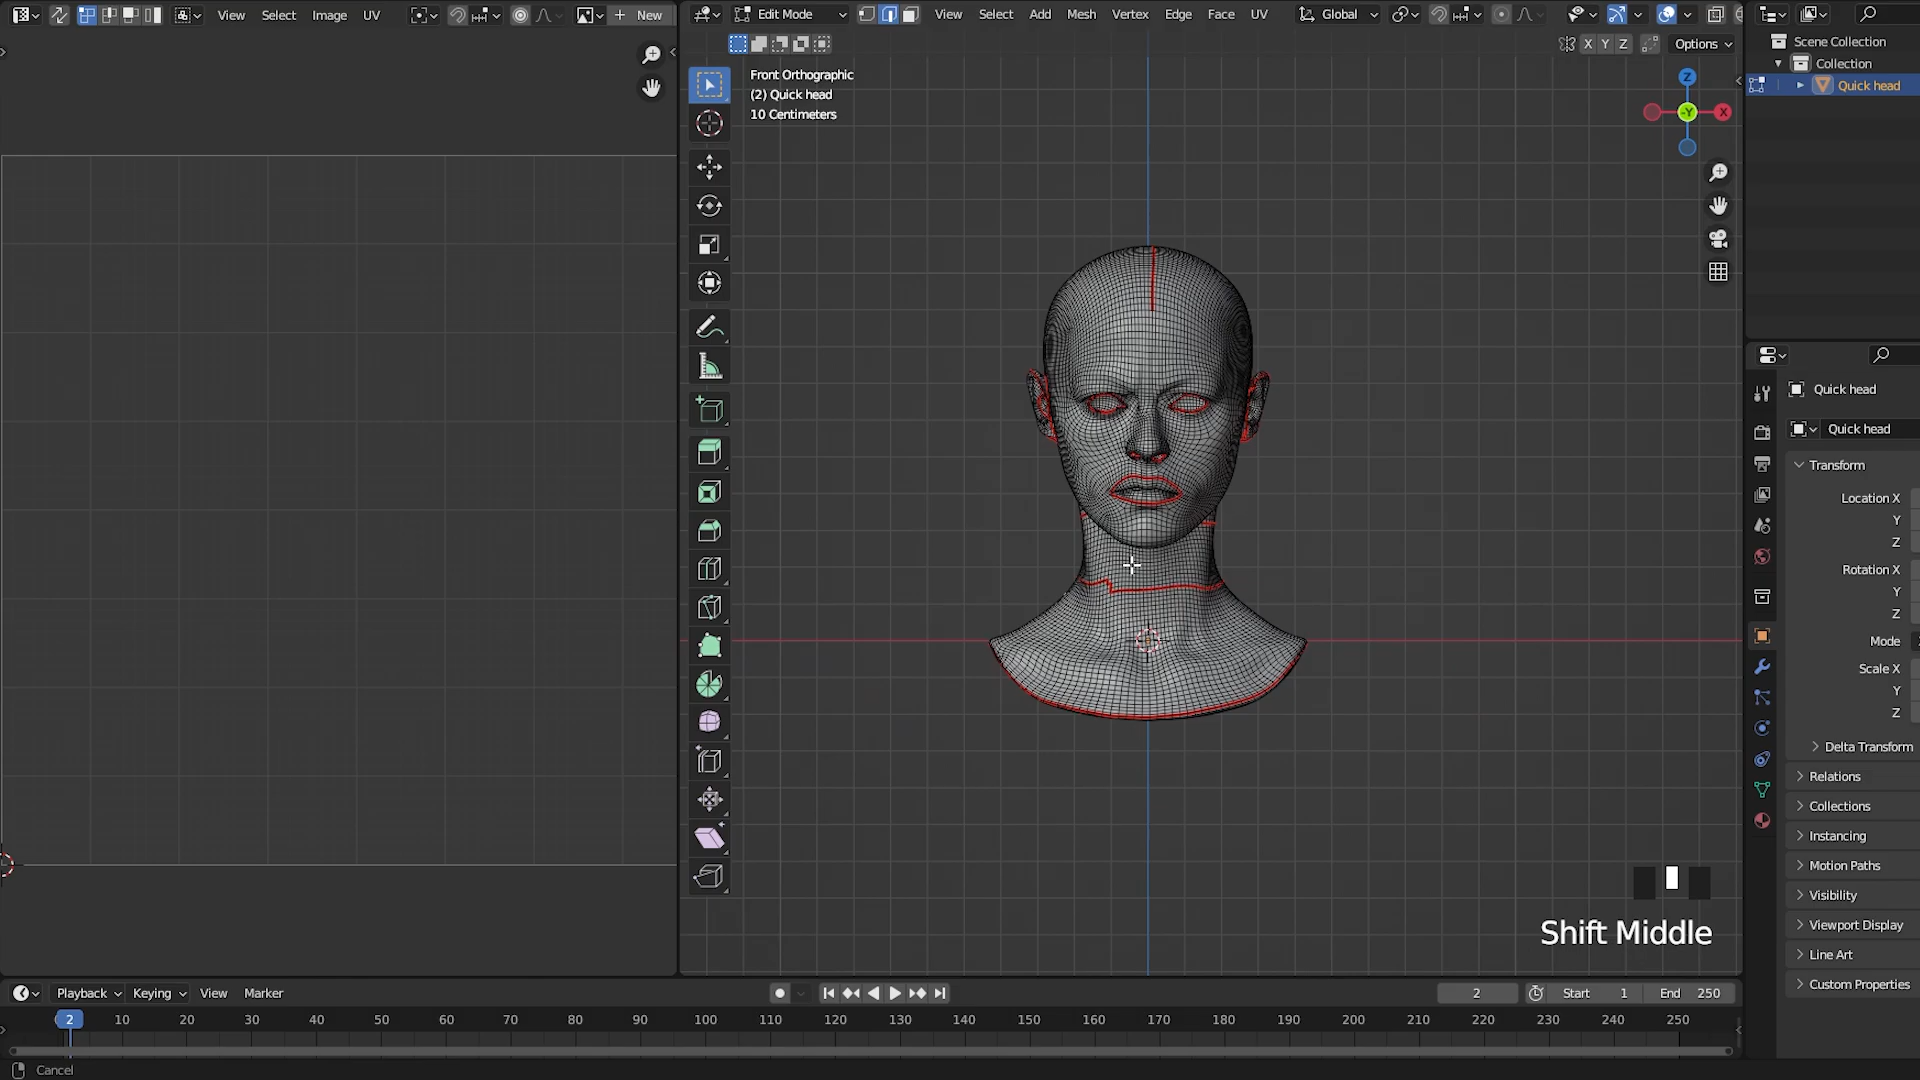 View Select Image UV New
Edit Mode View Select Add Mesh Vertex Edge Face UV Global
X Y Z Options
Front Orthographic
(2) Quick head
10 Centimeters
Z
-Y
X
Shift Middle
Scene Collection
Collection
Quick head
Quick head
Quick head
Transform
Location X
Y
Z
Rotation X
Y
Z
Mode
Scale X
Y
Z
Delta Transform
Relations
Collections
Instancing
Motion Paths
Visibility
Viewport Display
Line Art
Custom Properties
Playback Keying View Marker
2 Start 1 End 250
2 10 20 30 40 50 60 70 80 90 100 110 120 130 140 150 160 170 180 190 200 210 220 230 240 250
Cancel